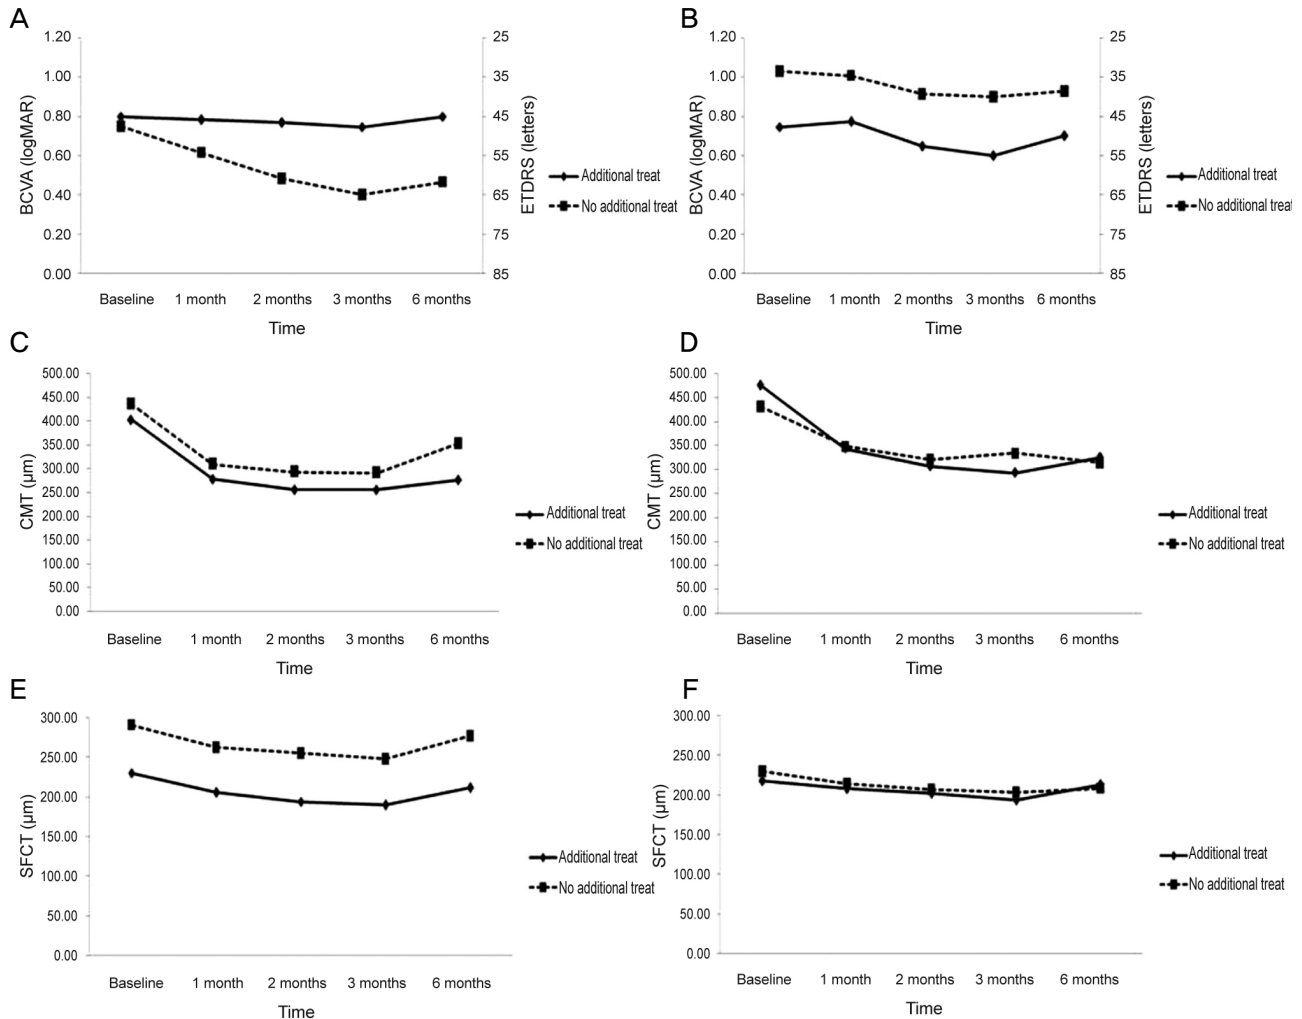 A
1.20
1.00
0.80
0.60
0.40
0.20
0.00
BCVA (logMAR)
25
35
45
55
65
75
85
ETDRS (letters)
Additional treat
No additional treat
Baseline 1 month 2 months 3 months 6 months
Time
B
1.20
1.00
0.80
0.60
0.40
0.20
0.00
BCVA (logMAR)
25
35
45
55
65
75
85
ETDRS (letters)
Additional treat
No additional treat
Baseline 1 month 2 months 3 months 6 months
Time
C
500.00
450.00
400.00
350.00
300.00
250.00
200.00
150.00
100.00
50.00
0.00
CMT (μm)
Additional treat
No additional treat
Baseline 1 month 2 months 3 months 6 months
Time
D
500.00
450.00
400.00
350.00
300.00
250.00
200.00
150.00
100.00
50.00
0.00
CMT (μm)
Additional treat
No additional treat
Baseline 1 month 2 months 3 months 6 months
Time
E
300.00
250.00
200.00
150.00
100.00
50.00
0.00
SFCT (μm)
Additional treat
No additional treat
Baseline 1 month 2 months 3 months 6 months
Time
F
300.00
250.00
200.00
150.00
100.00
50.00
0.00
SFCT (μm)
Additional treat
No additional treat
Baseline 1 month 2 months 3 months 6 months
Time